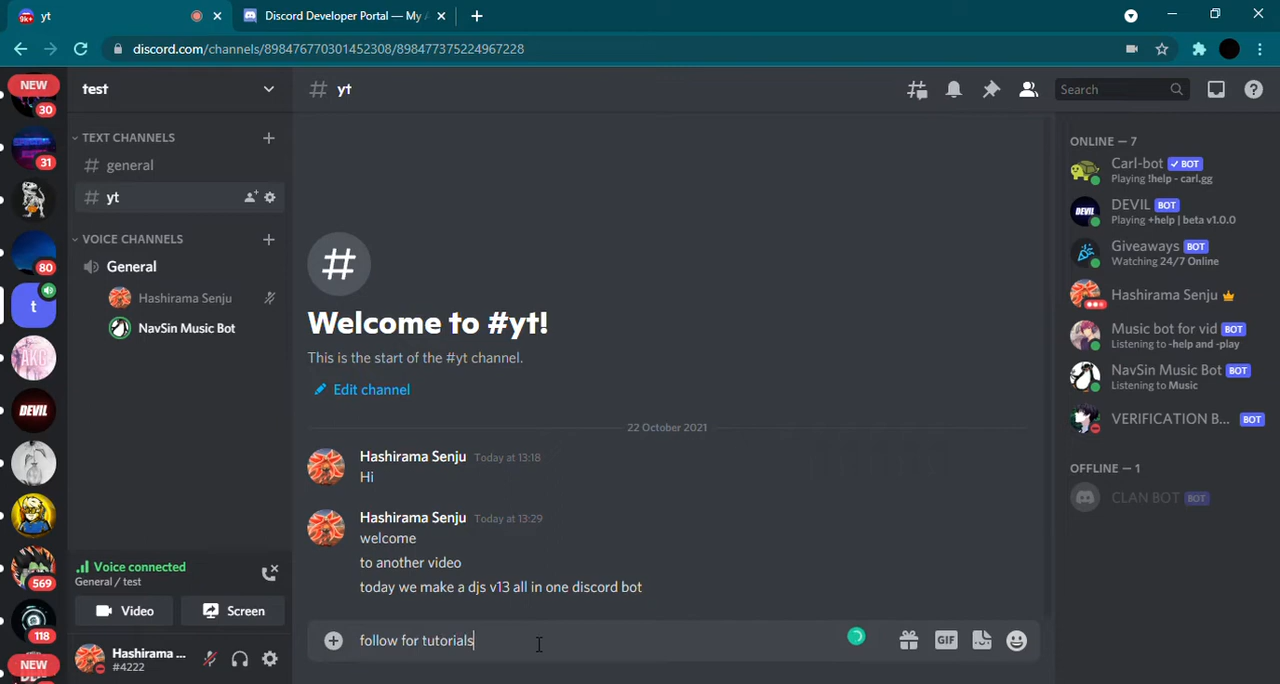 yt
Discord Developer Portal — My A
discord.com/channels/898476770301452308/898477375224967228
NEW
30
31
80
t
AKG
DEVIL
569
118
NEW
test
TEXT CHANNELS
general
yt
VOICE CHANNELS
General
Hashirama Senju
NavSin Music Bot
Voice connected
General / test
Video
Screen
Hashirama ...
#4222
# yt
Search
Welcome to #yt!
This is the start of the #yt channel.
Edit channel
22 October 2021
Hashirama Senju Today at 13:18
Hi
Hashirama Senju Today at 13:29
welcome
to another video
today we make a djs v13 all in one discord bot
follow for tutorials
GIF
ONLINE — 7
Carl-bot ✓ BOT
Playing !help - carl.gg
DEVIL BOT
Playing +help | beta v1.0.0
Giveaways BOT
Watching 24/7 Online
Hashirama Senju
Music bot for vid BOT
Listening to -help and -play
NavSin Music Bot BOT
Listening to Music
VERIFICATION B... BOT
OFFLINE — 1
CLAN BOT BOT